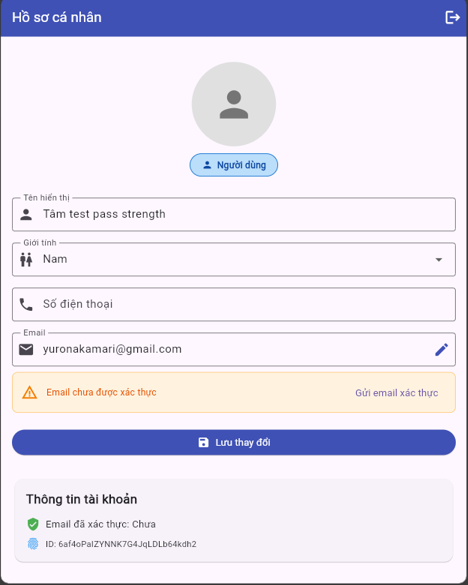 Hồ sơ cá nhân
Người dùng
Tên hiển thị
Tâm test pass strength
Giới tính
Nam
Số điện thoại
Email
yuronakamari@gmail.com
Email chưa được xác thực
Gửi email xác thực
Lưu thay đổi
Thông tin tài khoản
Email đã xác thực: Chưa
ID: 6af4oPaIZYNNK7G4JqLDLb64kdh2